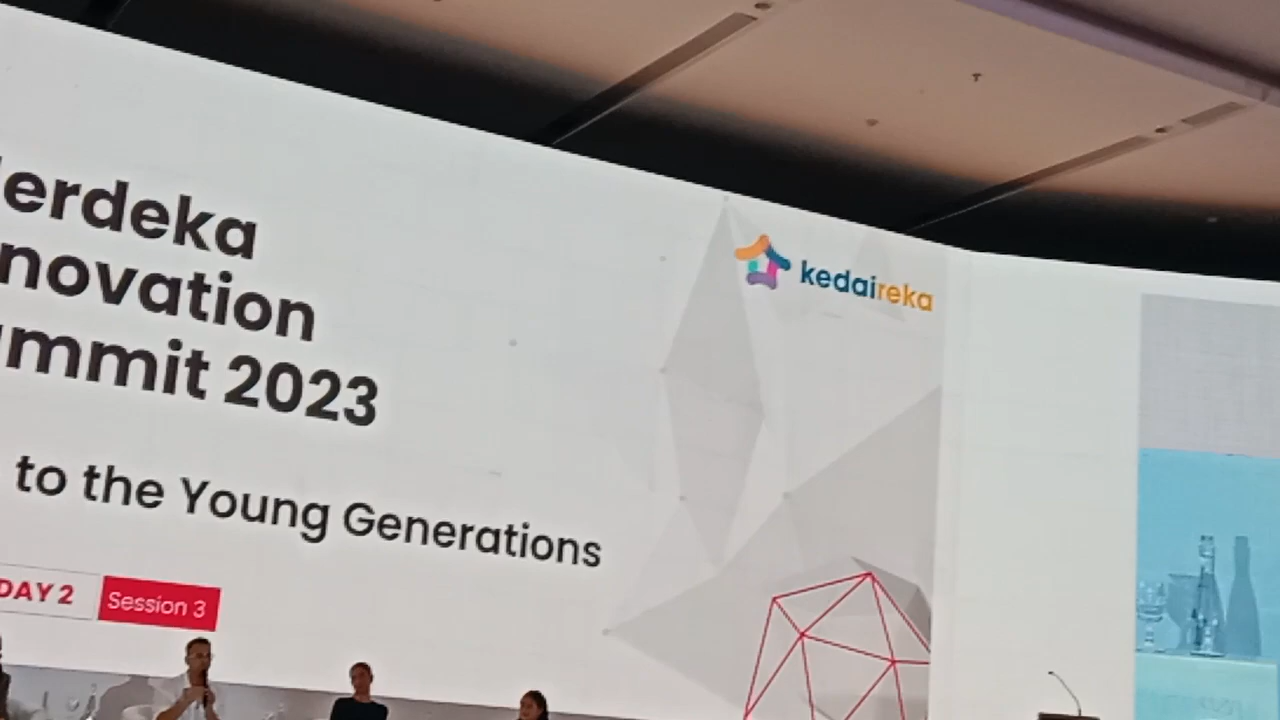 erdeka
novation
mmit 2023
to the Young Generations
DAY 2
Session 3
kedaireka